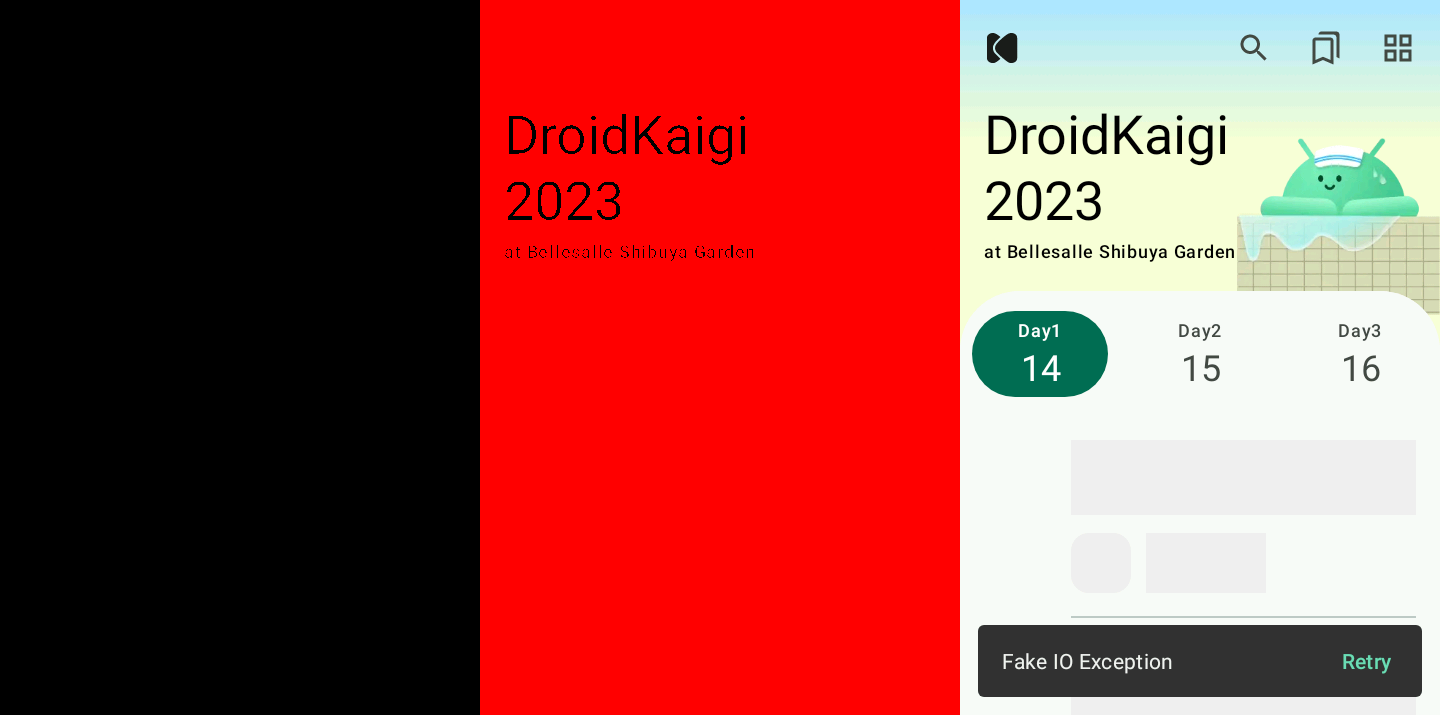 DroidKaigi
2023
at Bellesalle Shibuya Garden
DroidKaigi
2023
at Bellesalle Shibuya Garden
Day1
14
Day2
15
Day3
16
Fake IO Exception
Retry